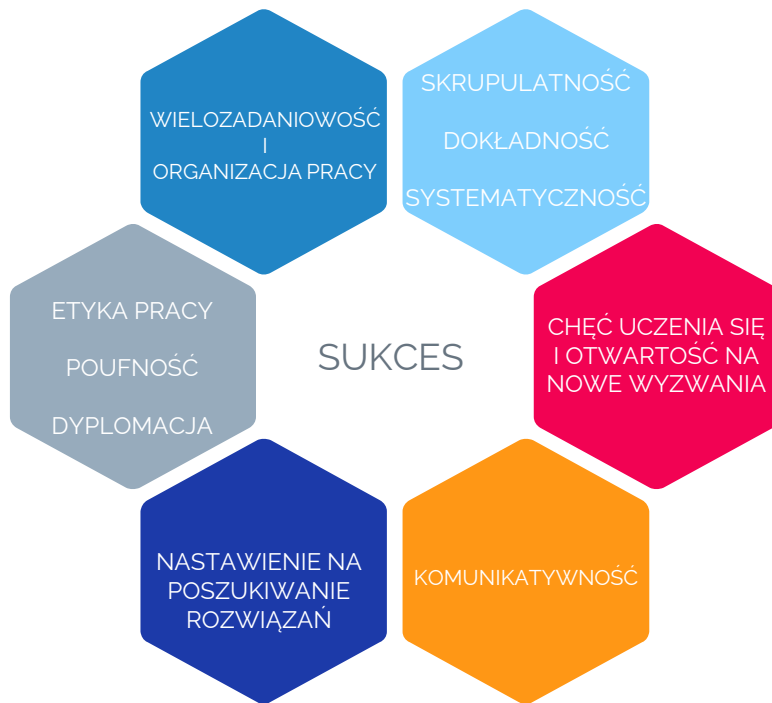 WIELOZADANIOWOŚĆ
I
ORGANIZACJA PRACY
SKRUPULATNOŚĆ
DOKŁADNOŚĆ
SYSTEMATYCZNOŚĆ
ETYKA PRACY
POUFNOŚĆ
DYPLOMACJA
SUKCES
CHĘĆ UCZENIA SIĘ
I OTWARTOŚĆ NA
NOWE WYZWANIA
NASTAWIENIE NA
POSZUKIWANIE
ROZWIĄZAŃ
KOMUNIKATYWNOŚĆ